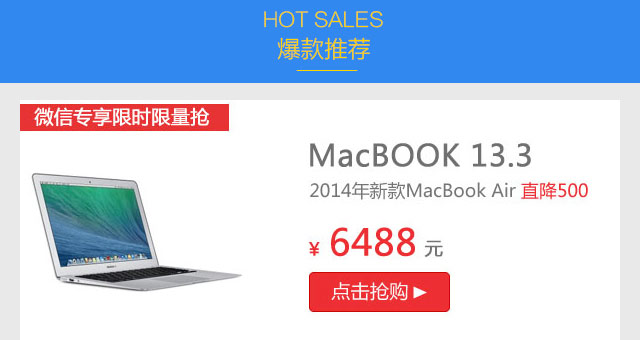 HOT SALES
爆款推荐
微信专享限时限量抢
MacBOOK 13.3
2014年新款MacBook Air 直降500
¥ 6488 元
点击抢购►